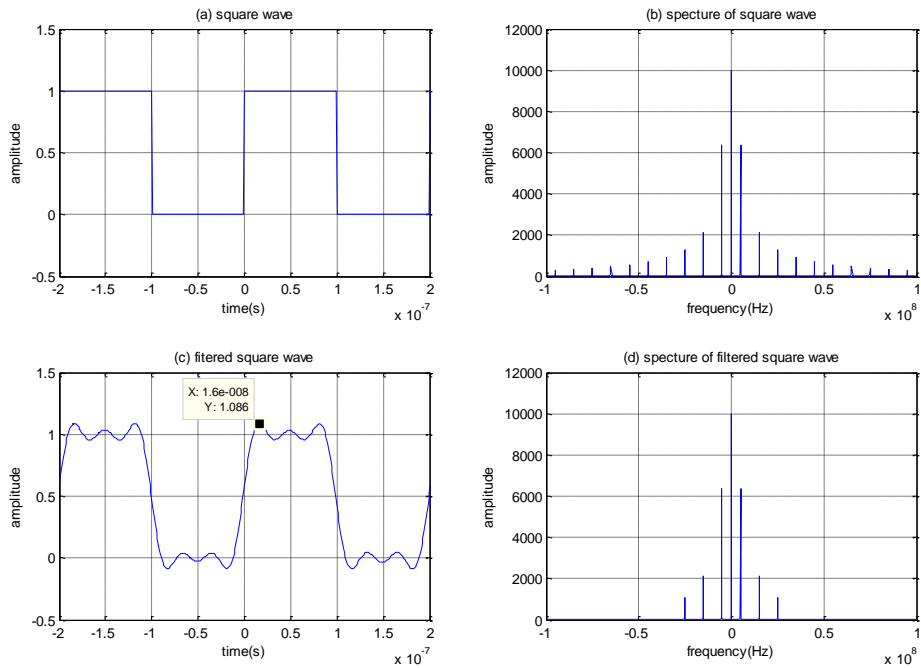 (a) square wave
1.5
1
0.5
0
-0.5
amplitude
-2 -1.5 -1 -0.5 0 0.5 1 1.5 2
time(s)
x 10-7
(b) specture of square wave
12000
10000
8000
6000
4000
2000
0
amplitude
-1 -0.5 0 0.5 1
frequency(Hz)
x 10 8
(c) fitered square wave
1.5
1
0.5
0
-0.5
amplitude
X: 1.6e-008
Y: 1.086
-2 -1.5 -1 -0.5 0 0.5 1 1.5 2
time(s)
x 10-7
(d) specture of filtered square wave
12000
10000
8000
6000
4000
2000
0
amplitude
-1 -0.5 0 0.5 1
frequency(Hz)
x 10 8